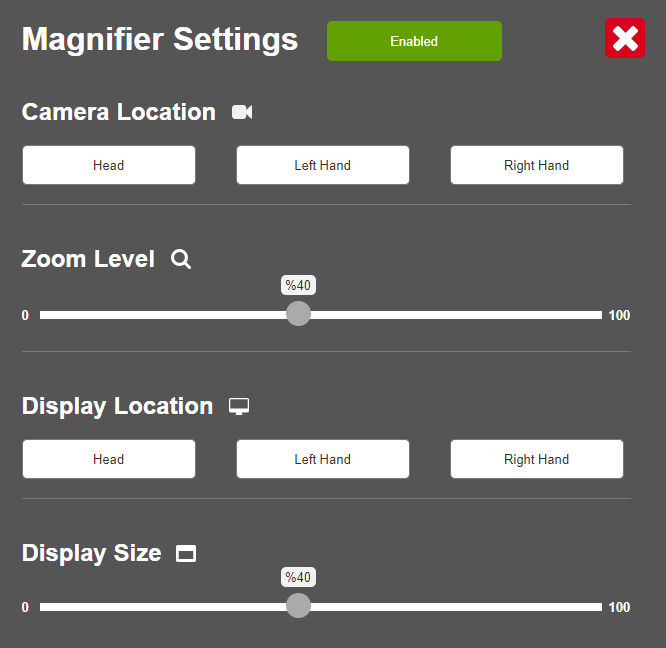 Magnifier Settings
Enabled
Camera Location
Head
Left Hand
Right Hand
Zoom Level
%40
0
100
Display Location
Head
Left Hand
Right Hand
Display Size
%40
0
100